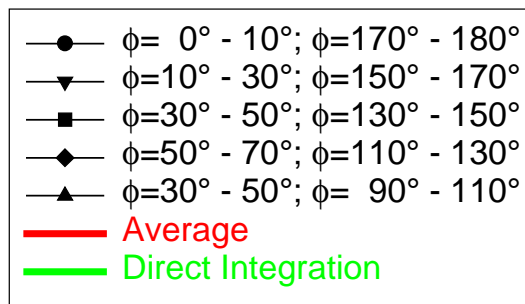 ϕ= 0° - 10°; ϕ=170° - 180°
ϕ=10° - 30°; ϕ=150° - 170°
ϕ=30° - 50°; ϕ=130° - 150°
ϕ=50° - 70°; ϕ=110° - 130°
ϕ=30° - 50°; ϕ= 90° - 110°
Average
Direct Integration